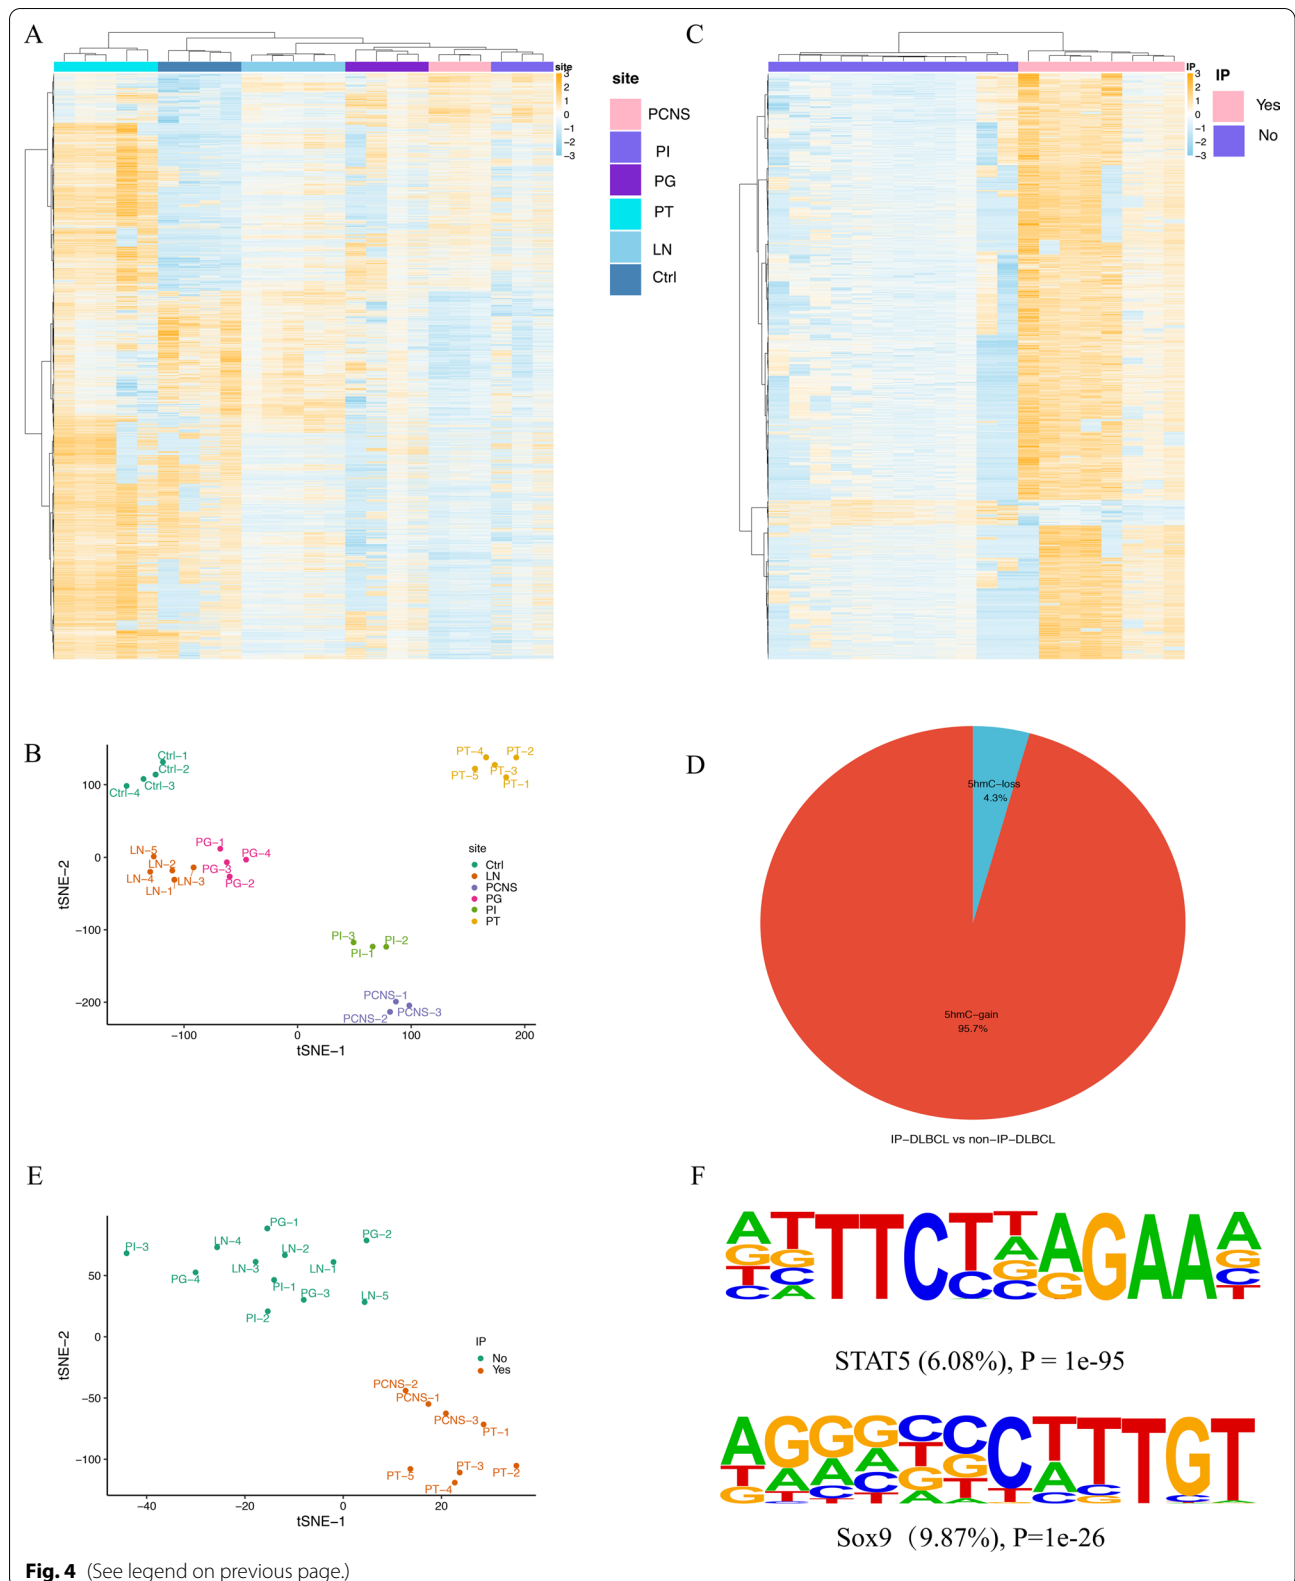 A
site
3
2
1
0
−1
−2
−3
site
PCNS
PI
PG
PT
LN
Ctrl
C
IP
3
2
1
0
−1
−2
−3
IP
Yes
No
B
tSNE−2
100
0
−100
−200
−100
0
100
200
tSNE−1
Ctrl−1
Ctrl−2
Ctrl−3
Ctrl−4
PT−4
PT−2
PT−3
PT−5
PT−1
PG−1
PG−4
PG−3
PG−2
LN−5
LN−2
LN−4
LN−3
LN−1
PI−3
PI−2
PI−1
PCNS−1
PCNS−3
PCNS−2
site
Ctrl
LN
PCNS
PG
PI
PT
D
5hmC−loss
4.3%
5hmC−gain
95.7%
IP−DLBCL vs non−IP−DLBCL
E
tSNE−2
50
0
−50
−100
−40
−20
0
20
tSNE−1
PG−1
PG−2
PI−3
LN−4
LN−2
LN−3
LN−1
PG−4
PI−1
PG−3
LN−5
PI−2
IP
No
Yes
PCNS−2
PCNS−1
PCNS−3
PT−1
PT−5
PT−3
PT−2
PT−4
F
ATTTCTTAGAAA
GG ACGG
TC GC
CA CT
STAT5 (6.08%), P = 1e-95
AGGGCCCTTTGT
Sox9 (9.87%), P=1e-26
Fig. 4 (See legend on previous page.)